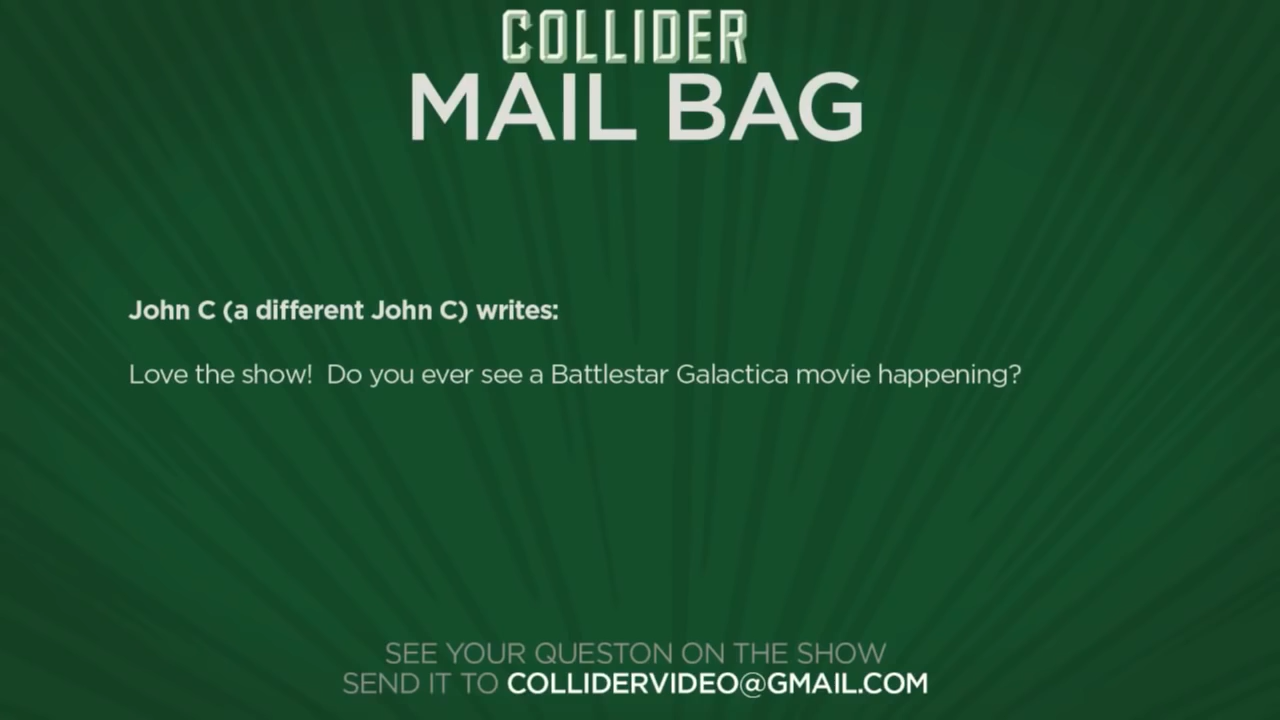 COLLIDER
MAIL BAG
John C (a different John C) writes:
Love the show!  Do you ever see a Battlestar Galactica movie happening?
SEE YOUR QUESTON ON THE SHOW
SEND IT TO COLLIDERVIDEO@GMAIL.COM